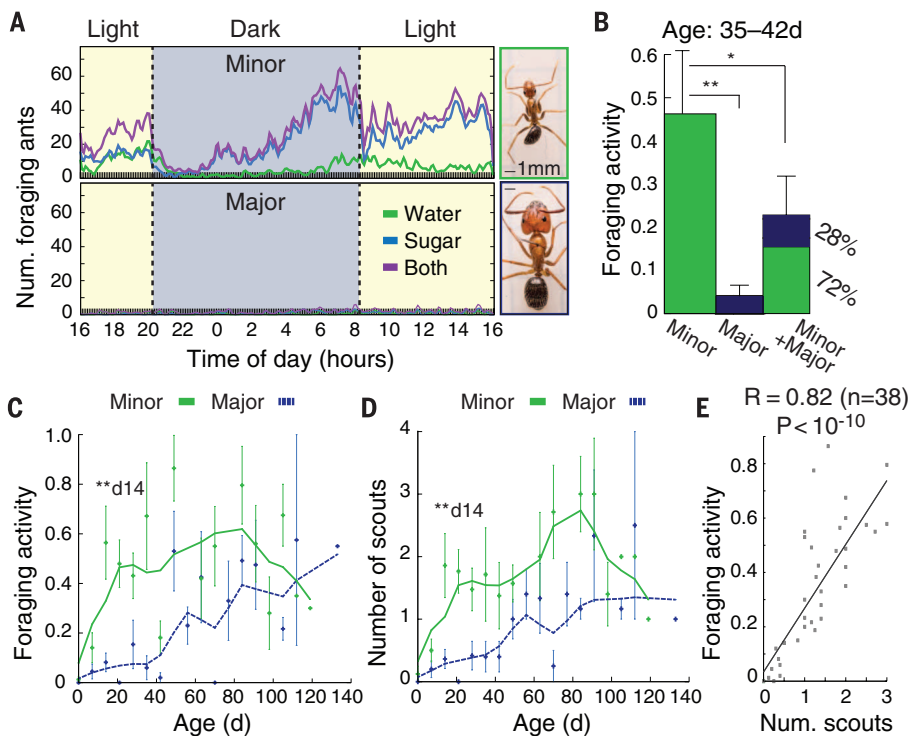 A
Light
Dark
Light
Minor
Num. foraging ants
60
40
20
0
Major
60
40
20
0
Water
Sugar
Both
16 18 20 22 0 2 4 6 8 10 12 14 16
Time of day (hours)
1mm
B
Age: 35–42d
Foraging activity
0.6
0.5
0.4
0.3
0.2
0.1
0
*
**
28%
72%
Minor
Major
Minor
+Major
C
Minor
Major
Foraging activity
1.0
0.8
0.6
0.4
0.2
0
**d14
0 20 40 60 80 100 120 140
Age (d)
D
Minor
Major
Number of scouts
4
3
2
1
0
**d14
0 20 40 60 80 100 120 140
Age (d)
E
R = 0.82 (n=38)
P < 10-10
Foraging activity
0.8
0.6
0.4
0.2
0
0 1 2 3
Num. scouts